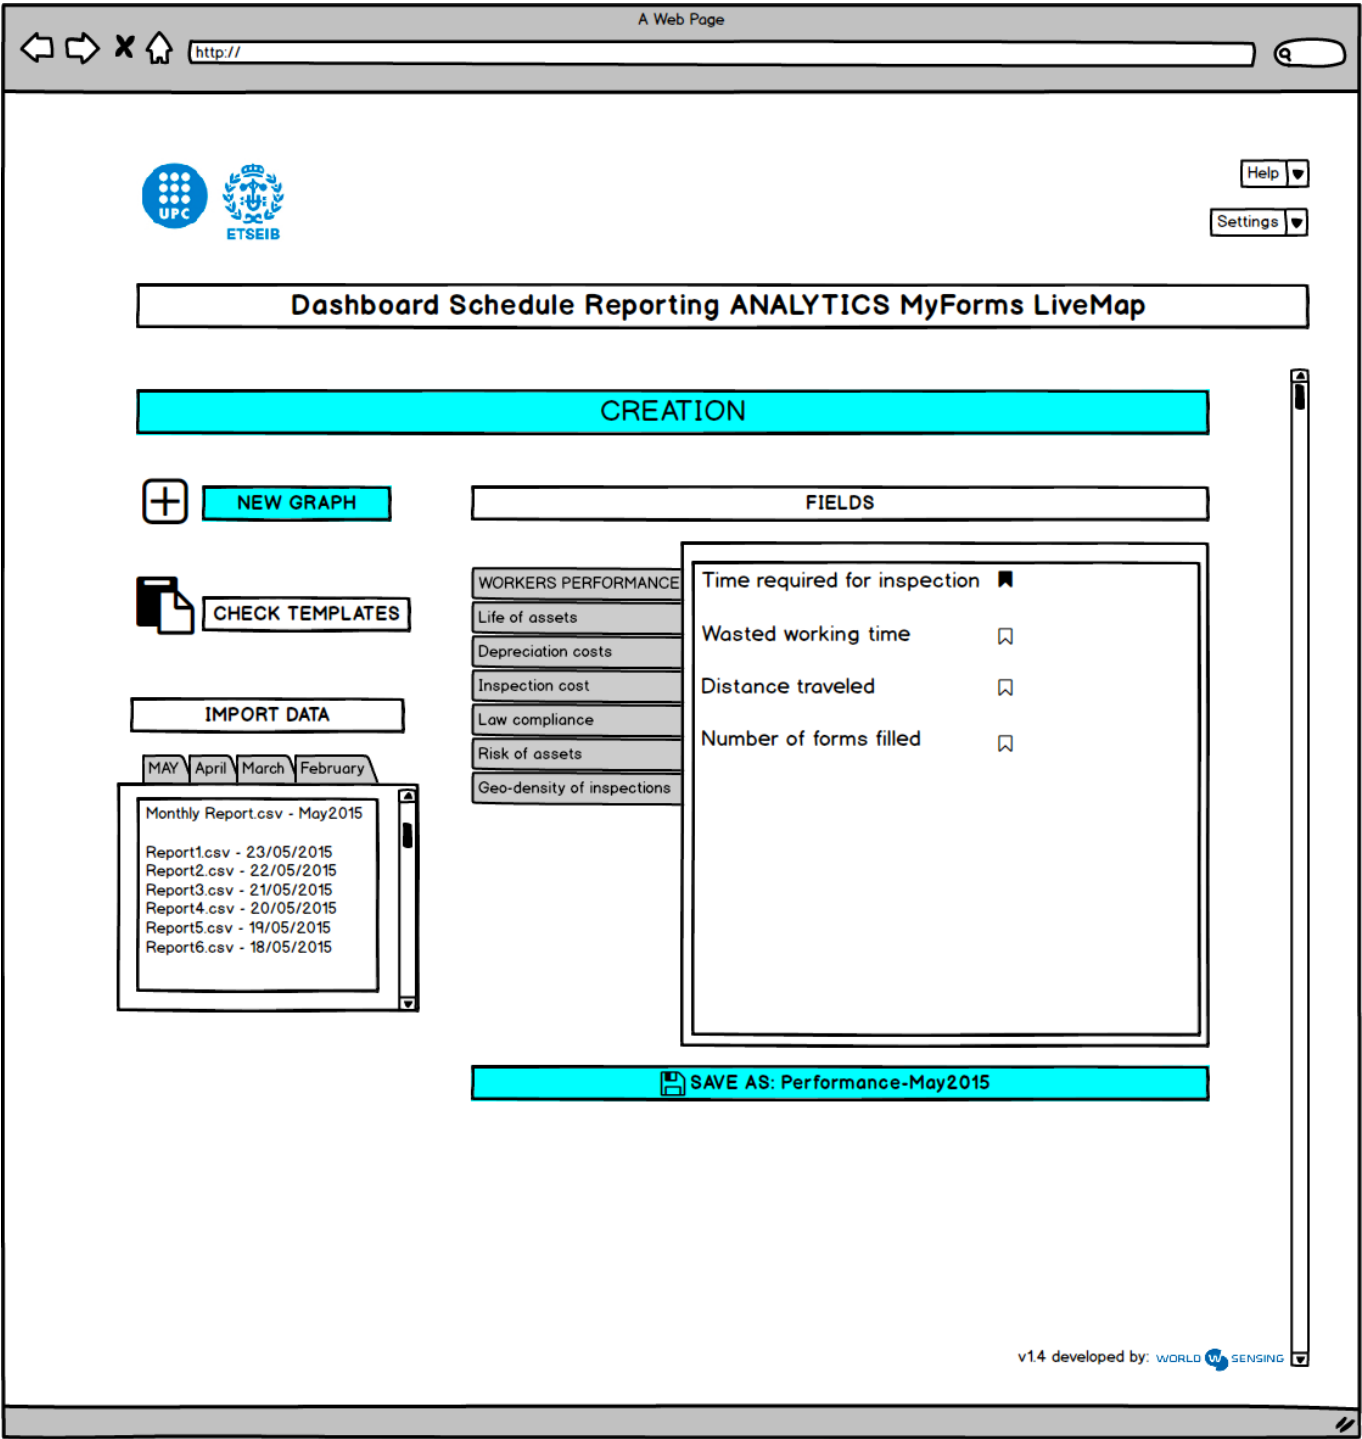 A Web Page
http://
UPC
ETSEIB
Help
Settings
Dashboard Schedule Reporting ANALYTICS MyForms LiveMap
CREATION
NEW GRAPH
FIELDS
CHECK TEMPLATES
WORKERS PERFORMANCE
Life of assets
Depreciation costs
Inspection cost
Law compliance
Risk of assets
Geo-density of inspections
Time required for inspection
Wasted working time
Distance traveled
Number of forms filled
IMPORT DATA
MAY April March February
Monthly Report.csv - May2015
Report1.csv - 23/05/2015
Report2.csv - 22/05/2015
Report3.csv - 21/05/2015
Report4.csv - 20/05/2015
Report5.csv - 19/05/2015
Report6.csv - 18/05/2015
SAVE AS: Performance-May2015
v1.4 developed by: WORLD W SENSING